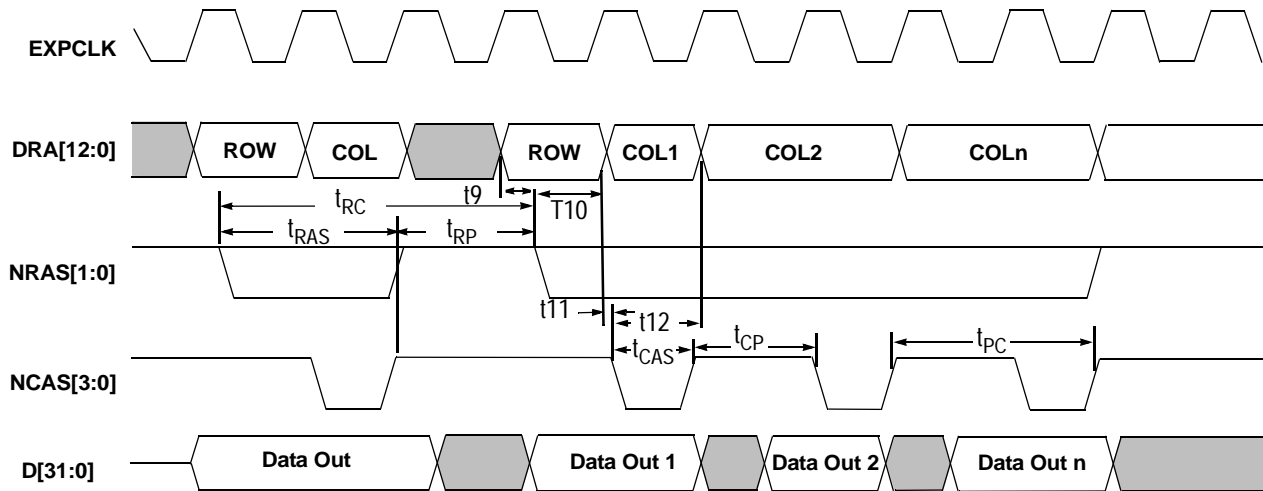 EXPCLK
DRA[12:0] ROW COL ROW COL1 COL2 COLn
tRC t9 T10
tRAS tRP
NRAS[1:0]
t11 t12
tCAS tCP tPC
NCAS[3:0]
D[31:0] Data Out Data Out 1 Data Out 2 Data Out n